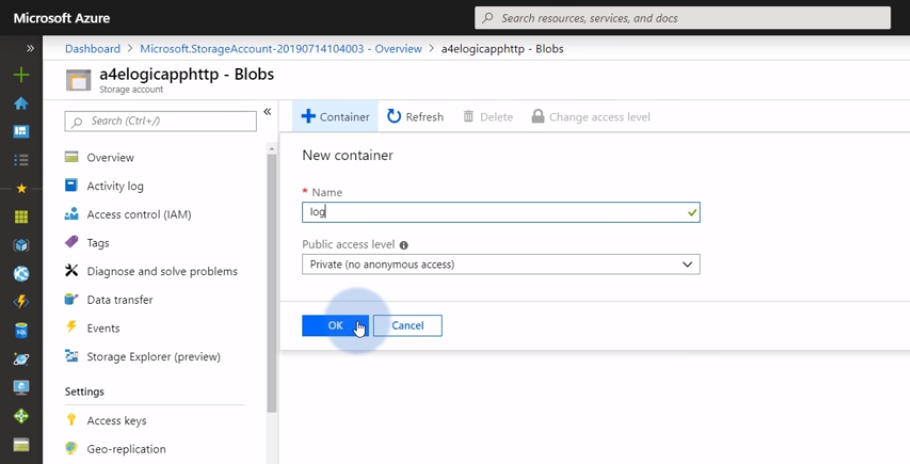 Microsoft Azure
Search resources, services, and docs
»
Dashboard > Microsoft.StorageAccount-20190714104003 - Overview > a4elogicapphttp - Blobs
a4elogicapphttp - Blobs
Storage account
Search (Ctrl+/)
«
Overview
Activity log
Access control (IAM)
Tags
Diagnose and solve problems
Data transfer
Events
Storage Explorer (preview)
Settings
Access keys
Geo-replication
+ Container
Refresh
Delete
Change access level
New container
* Name
log
Public access level
Private (no anonymous access)
OK
Cancel